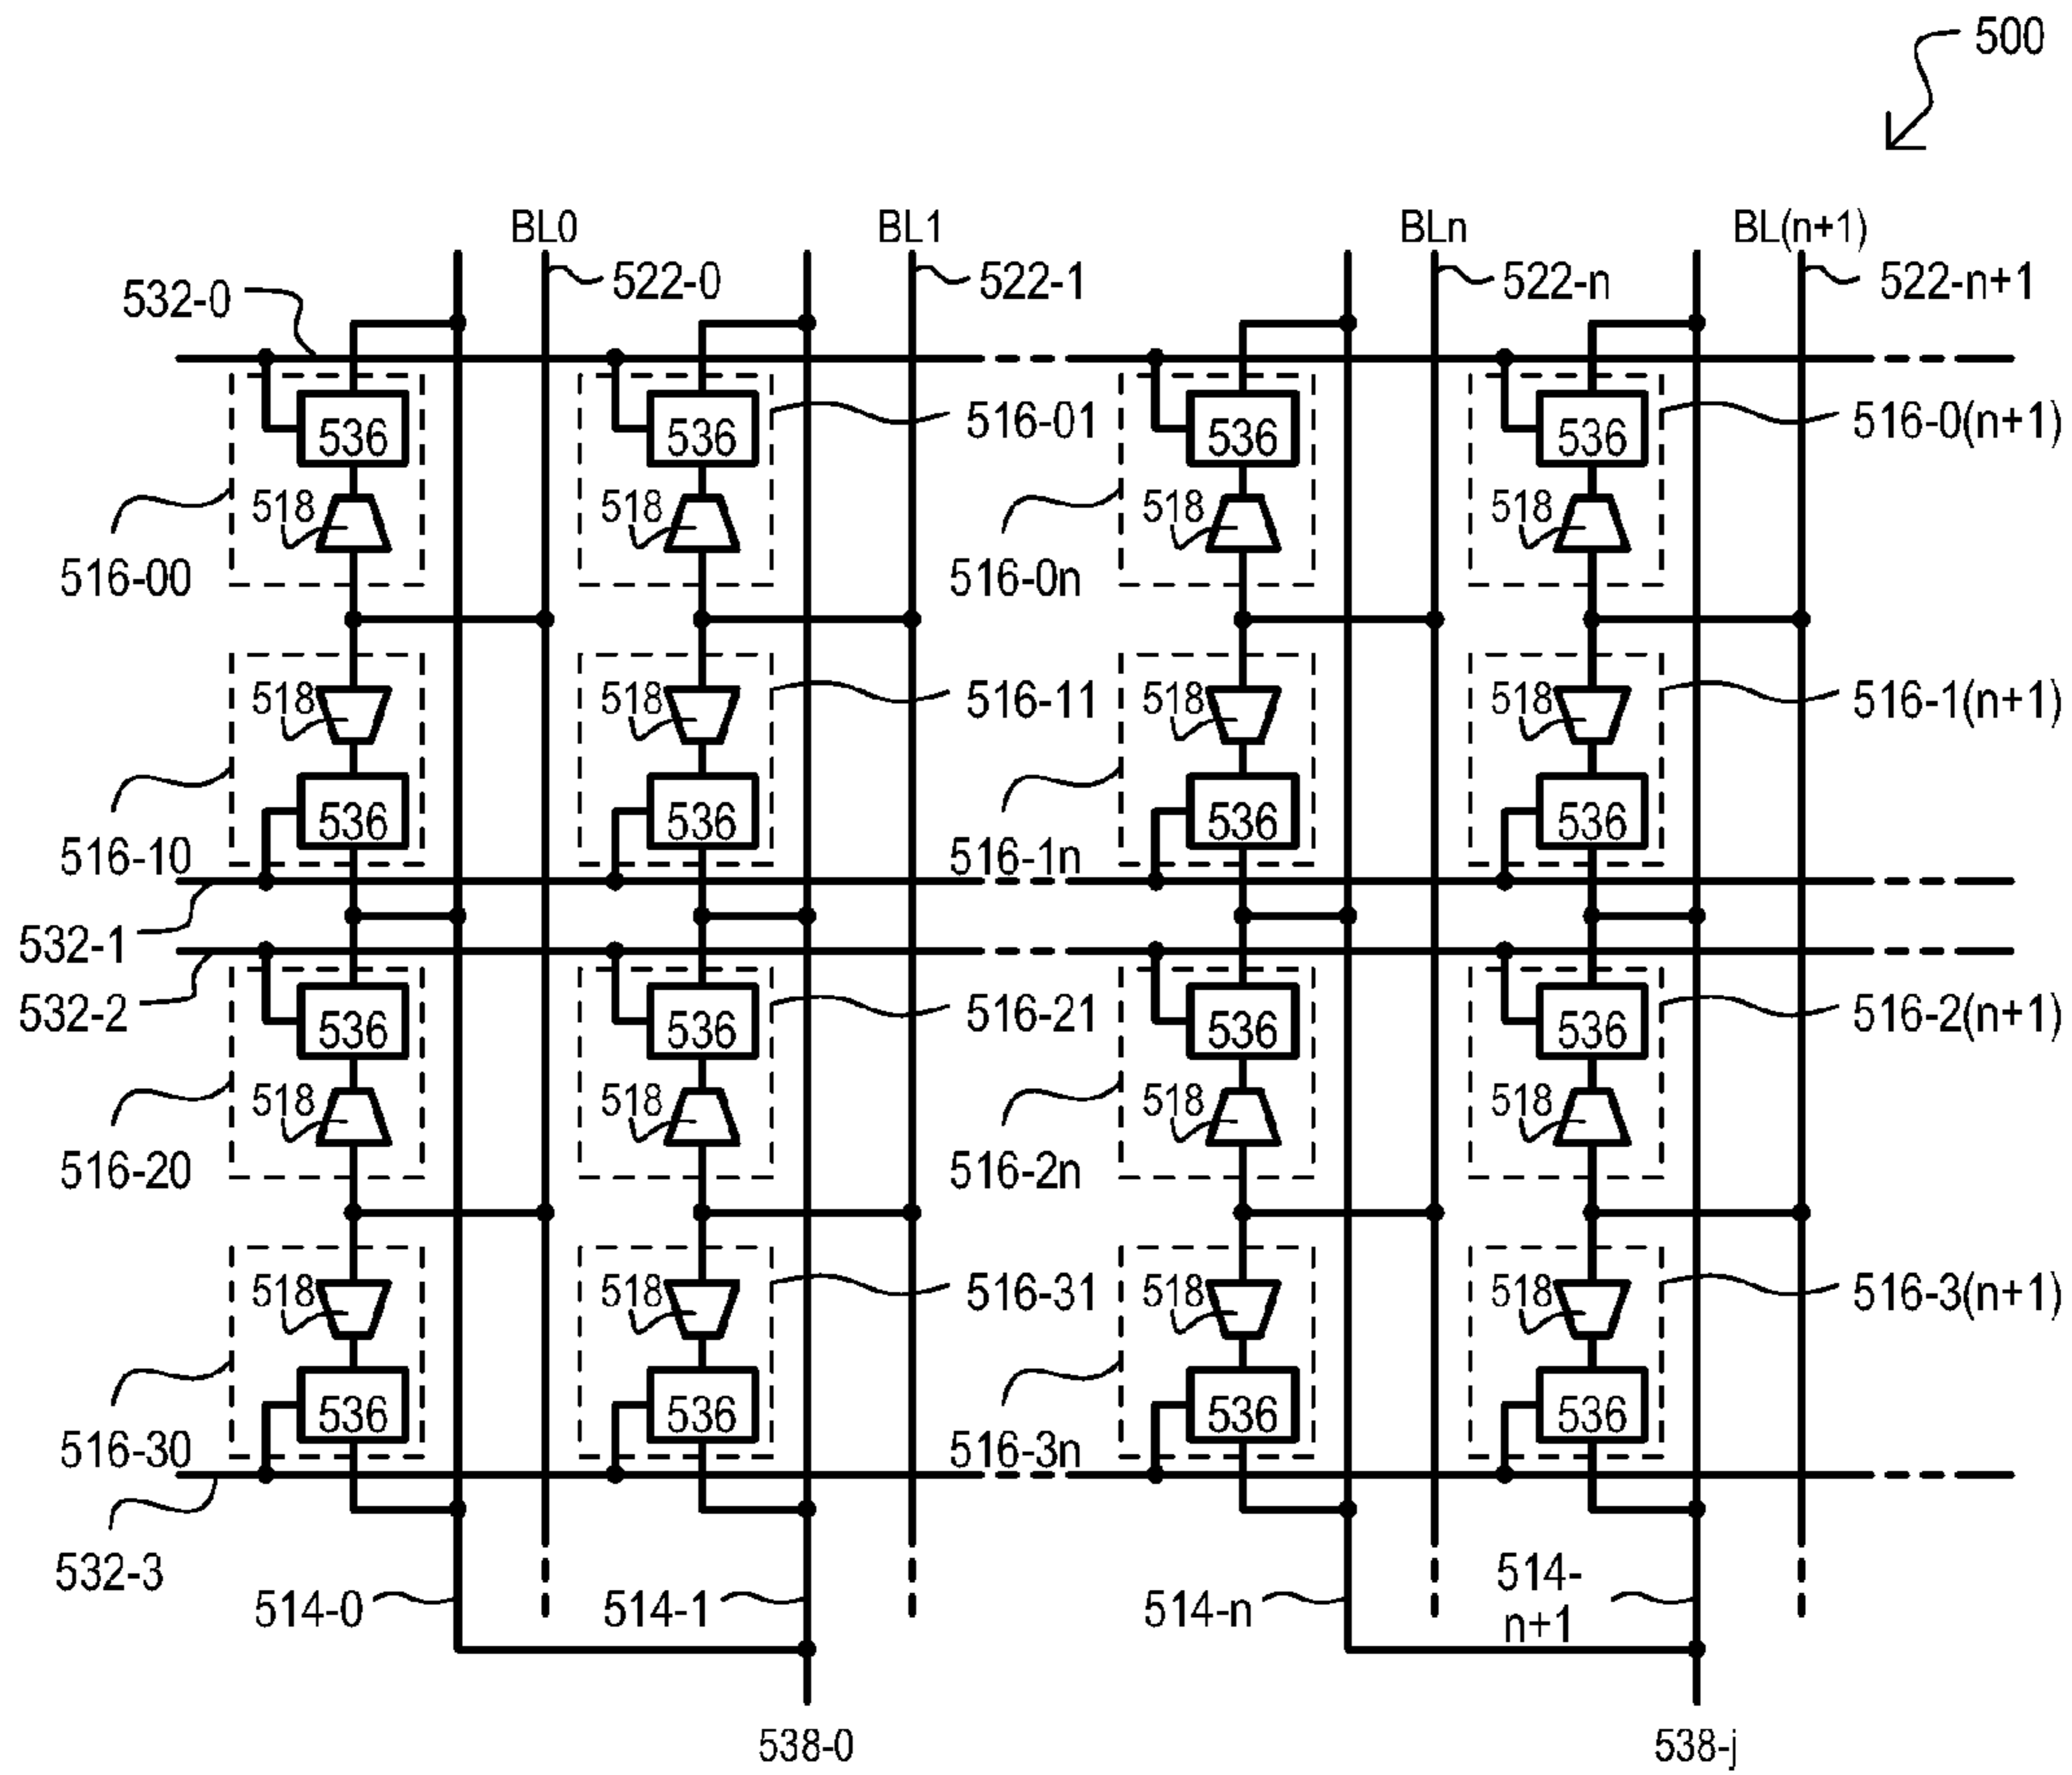 500
BL0 BL1 BLn BL(n+1)
532-0 522-0 522-1 522-n 522-n+1
536 536 516-01 536 536 516-0(n+1)
518 518 518 518
516-00 516-0n
518 518 516-11 518 518 516-1(n+1)
536 536 536 536
516-10 516-1n
532-1
532-2 536 536 516-21 536 536 516-2(n+1)
518 518 518 518
516-20 516-2n
518 518 516-31 518 518 516-3(n+1)
536 536 536 536
516-30 516-3n
532-3
514-0 514-1 514-n 514-
n+1
538-0 538-j